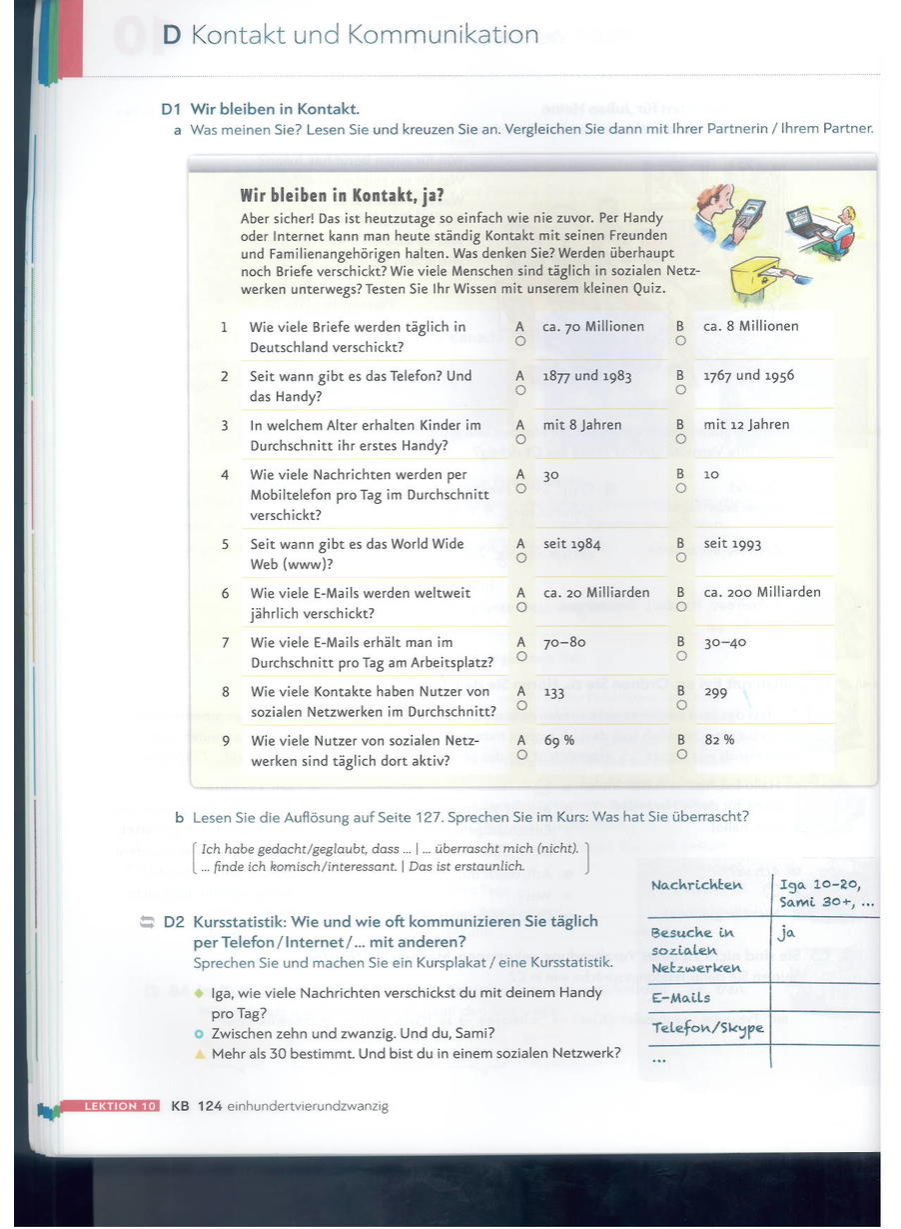 D Kontakt und Kommunikation
D1 Wir bleiben in Kontakt.
a Was meinen Sie? Lesen Sie und kreuzen Sie an. Vergleichen Sie dann mit Ihrer Partnerin / Ihrem Partner.
Wir bleiben in Kontakt, ja?
Aber sicher! Das ist heutzutage so einfach wie nie zuvor. Per Handy
oder Internet kann man heute ständig Kontakt mit seinen Freunden
und Familienangehörigen halten. Was denken Sie? Werden überhaupt
noch Briefe verschickt? Wie viele Menschen sind täglich in sozialen Netz-
werken unterwegs? Testen Sie Ihr Wissen mit unserem kleinen Quiz.
1 Wie viele Briefe werden täglich in A ca. 70 Millionen B ca. 8 Millionen
Deutschland verschickt?
2 Seit wann gibt es das Telefon? Und A 1877 und 1983 B 1767 und 1956
das Handy?
3 In welchem Alter erhalten Kinder im A mit 8 Jahren B mit 12 Jahren
Durchschnitt ihr erstes Handy?
4 Wie viele Nachrichten werden per A 30 B 10
Mobiltelefon pro Tag im Durchschnitt
verschickt?
5 Seit wann gibt es das World Wide A seit 1984 B seit 1993
Web (www)?
6 Wie viele E-Mails werden weltweit A ca. 20 Milliarden B ca. 200 Milliarden
jährlich verschickt?
7 Wie viele E-Mails erhält man im A 70–80 B 30–40
Durchschnitt pro Tag am Arbeitsplatz?
8 Wie viele Kontakte haben Nutzer von A 133 B 299
sozialen Netzwerken im Durchschnitt?
9 Wie viele Nutzer von sozialen Netz- A 69 % B 82 %
werken sind täglich dort aktiv?
b Lesen Sie die Auflösung auf Seite 127. Sprechen Sie im Kurs: Was hat Sie überrascht?
Ich habe gedacht/geglaubt, dass ... | ... überrascht mich (nicht).
... finde ich komisch/interessant. | Das ist erstaunlich.
D2 Kursstatistik: Wie und wie oft kommunizieren Sie täglich
per Telefon / Internet / ... mit anderen?
Sprechen Sie und machen Sie ein Kursplakat / eine Kursstatistik.
Iga, wie viele Nachrichten verschickst du mit deinem Handy
pro Tag?
Zwischen zehn und zwanzig. Und du, Sami?
Mehr als 30 bestimmt. Und bist du in einem sozialen Netzwerk?
Nachrichten Iga 10-20,
Sami 30+, ...
Besuche in ja
sozialen
Netzwerken
E-Mails
Telefon/Skype
...
LEKTION 10 KB 124 einhundertvierundzwanzig